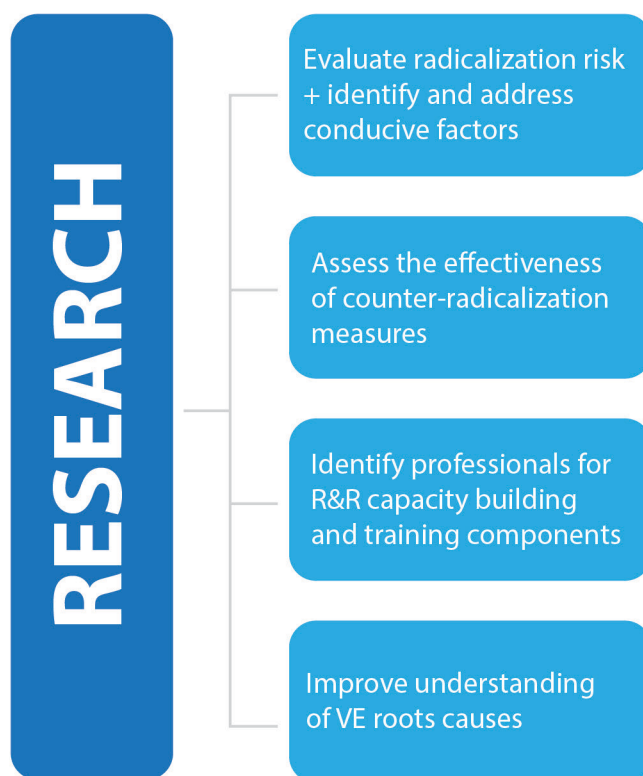 RESEARCH
Evaluate radicalization risk
+ identify and address
conducive factors
Assess the effectiveness
of counter-radicalization
measures
Identify professionals for
R&R capacity building
and training components
Improve understanding
of VE roots causes